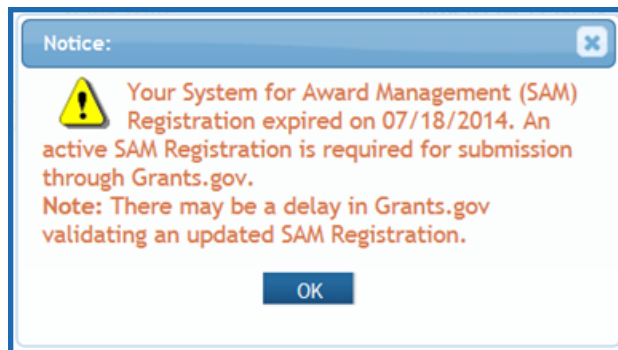 Notice:
Your System for Award Management (SAM)
Registration expired on 07/18/2014. An
active SAM Registration is required for submission
through Grants.gov.
Note: There may be a delay in Grants.gov
validating an updated SAM Registration.
OK